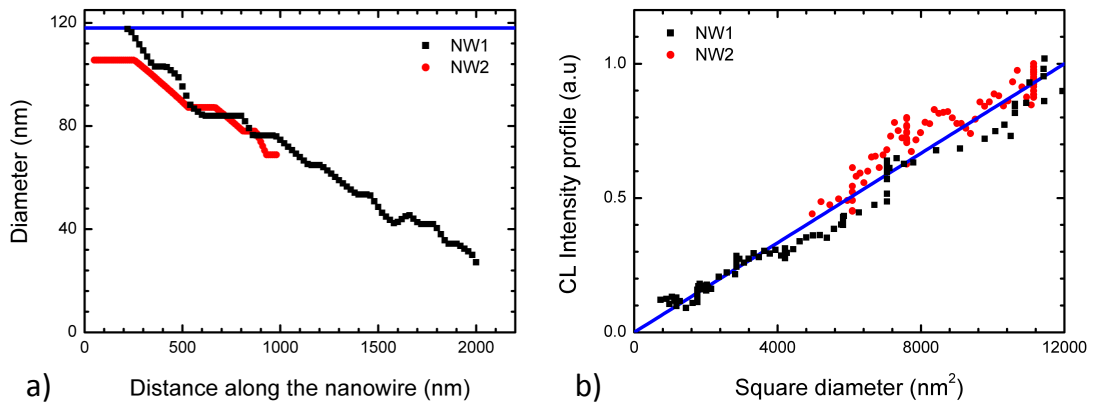 120
80
40
0
Diameter (nm)
NW1
NW2
0
500
1000
1500
2000
a)
Distance along the nanowire (nm)
1.0
0.5
0.0
CL Intensity profile (a.u)
NW1
NW2
0
4000
8000
12000
b)
Square diameter (nm²)